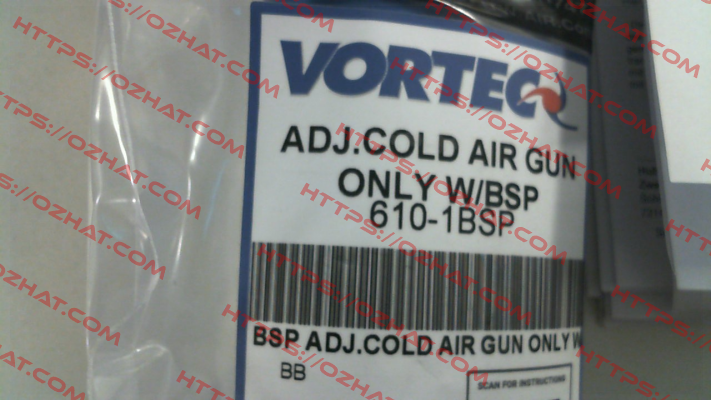 VORTEC
ADJ.COLD AIR GUN
ONLY W/BSP
610-1BSP
BSP ADJ.COLD AIR GUN ONLY W
BB
SCAN FOR INSTRUCTIONS
HTTPS://OZHAT.COM